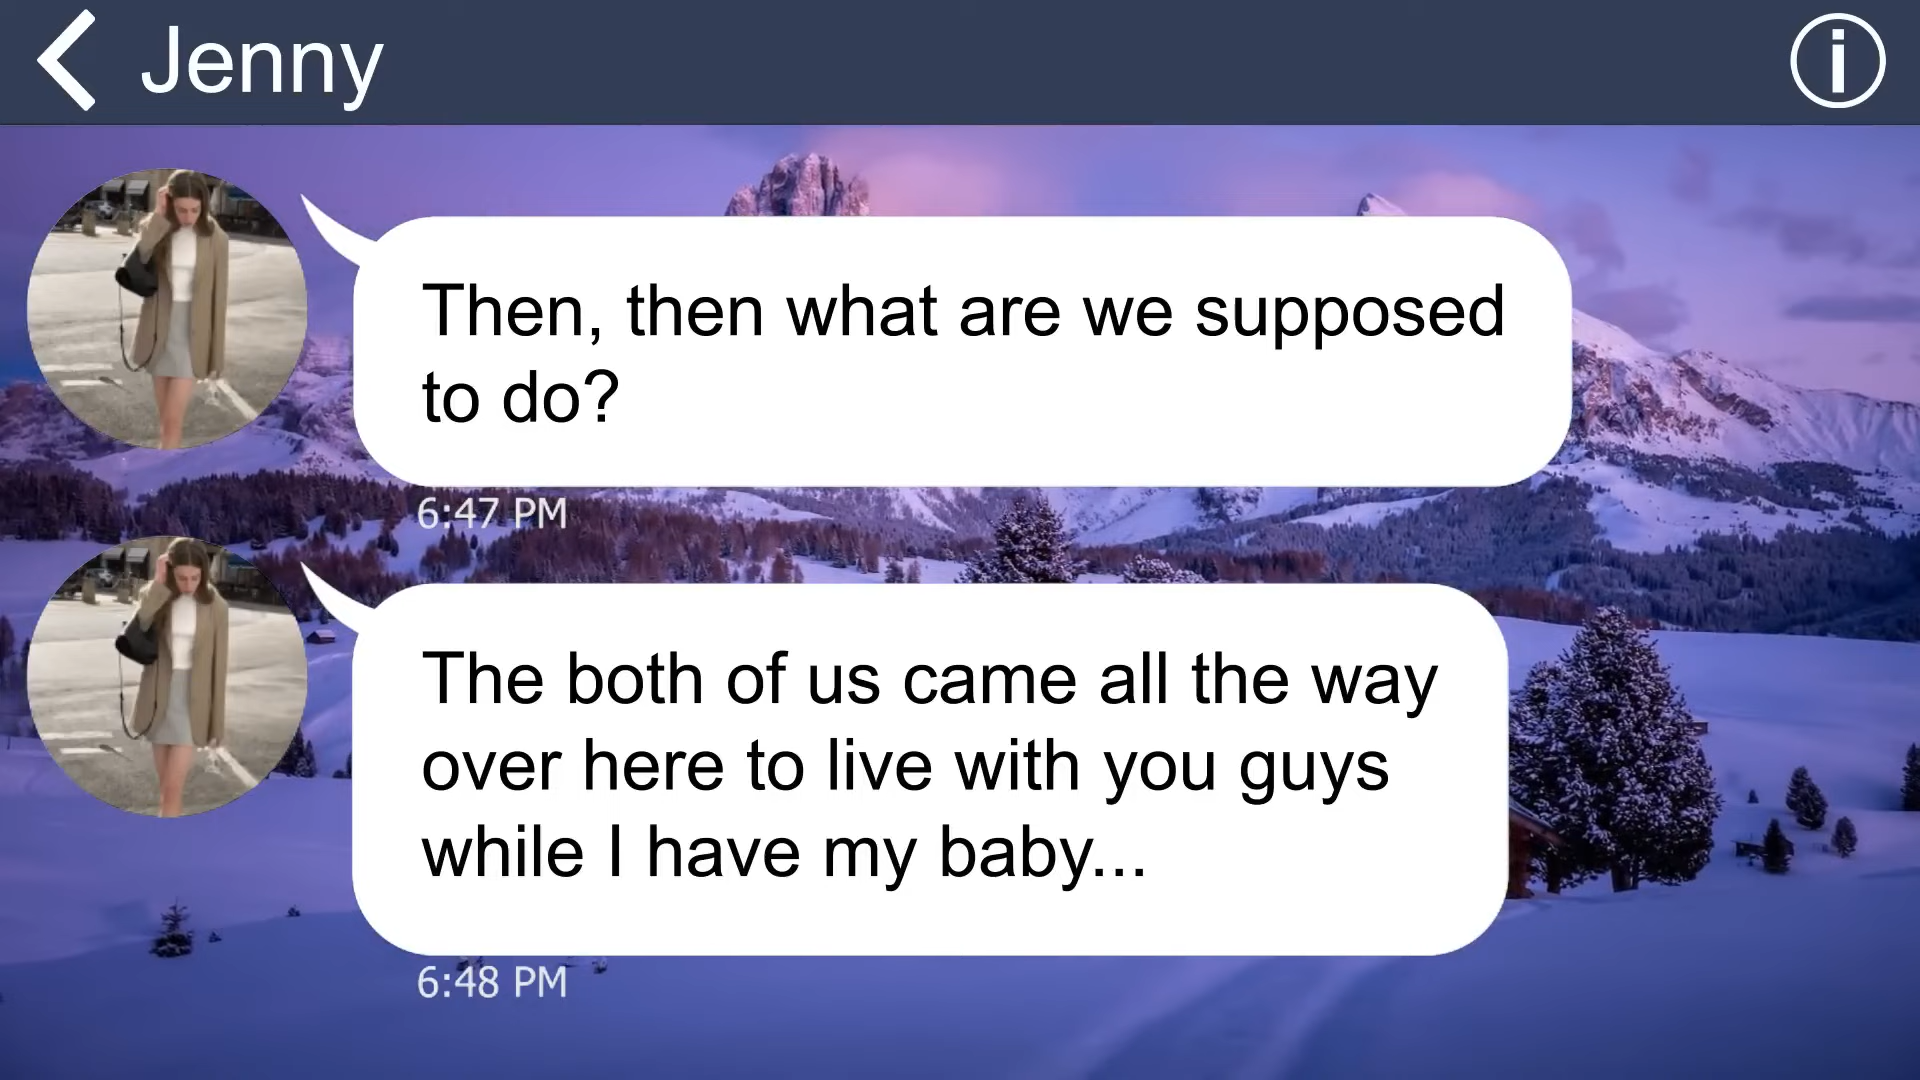 Jenny
Then, then what are we supposed
to do?
6:47 PM
The both of us came all the way
over here to live with you guys
while I have my baby...
6:48 PM